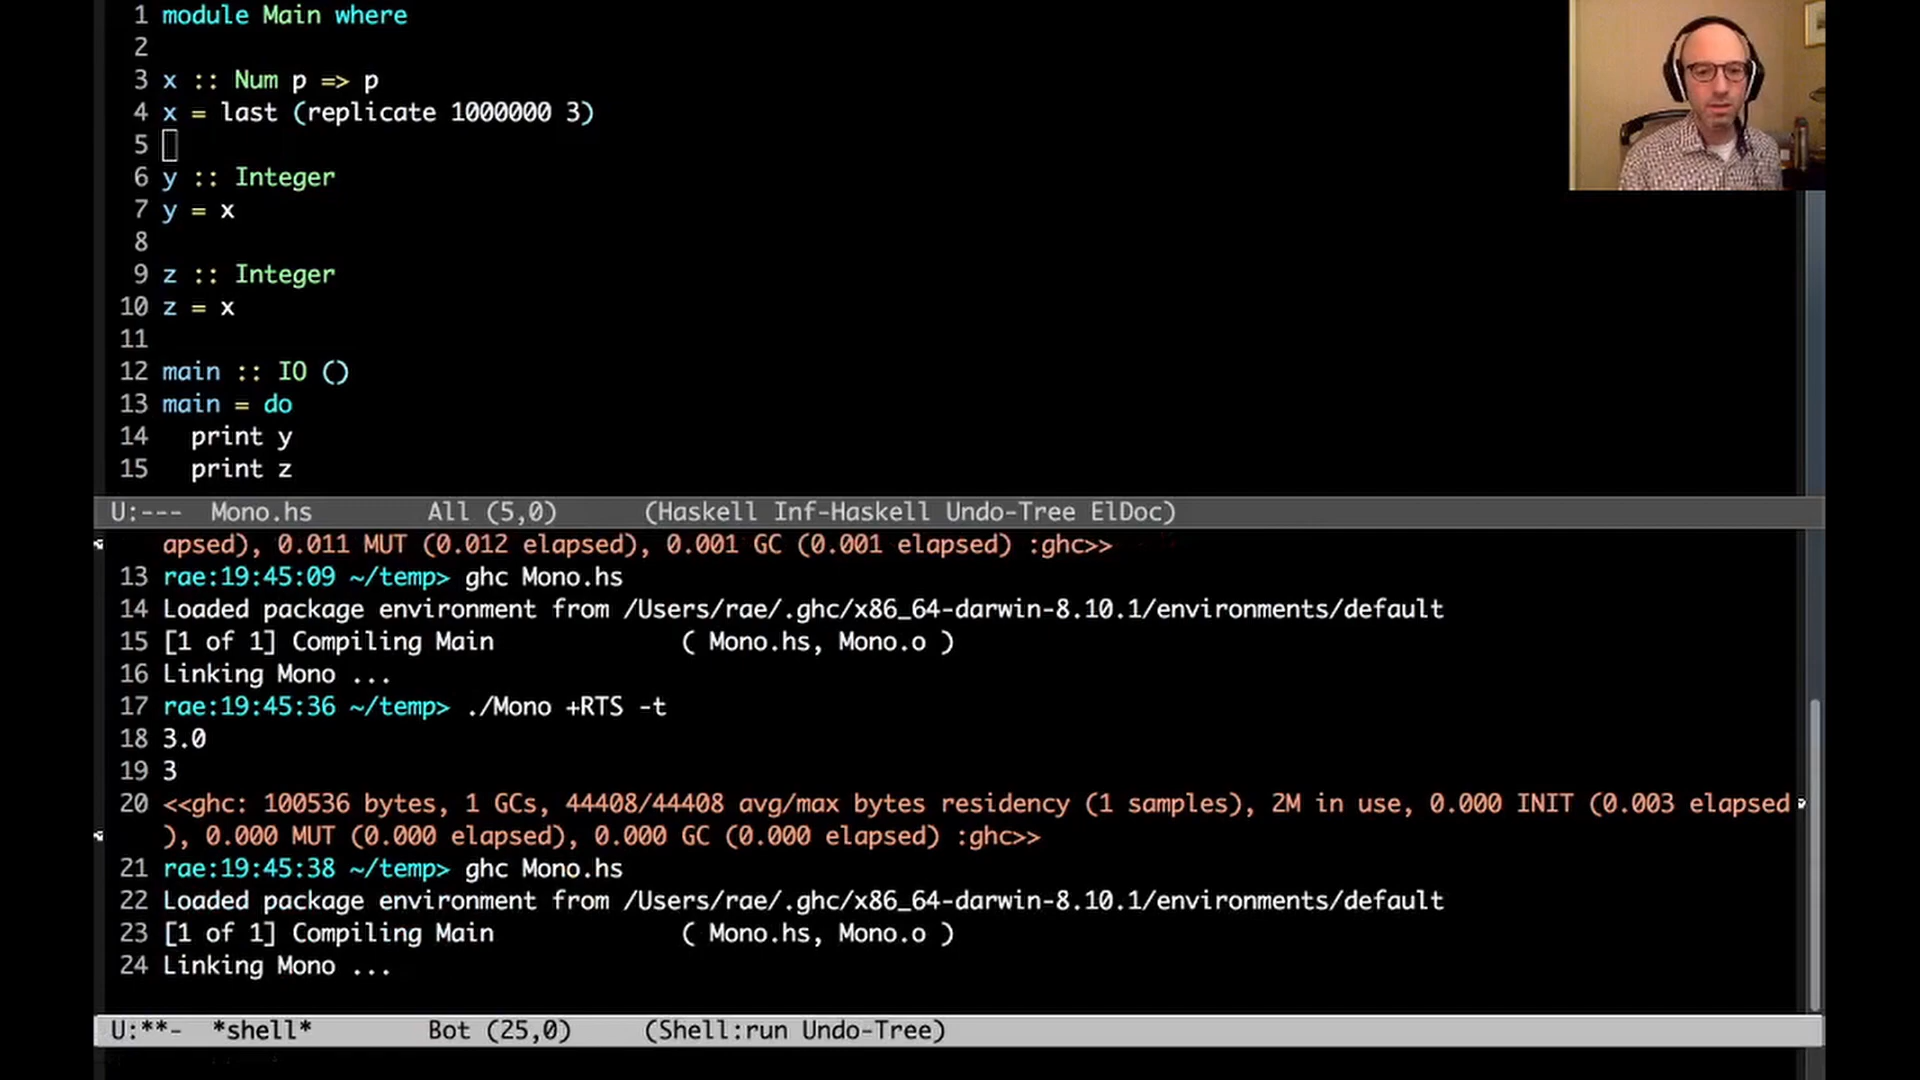 1 module Main where
2
3 x :: Num p => p
4 x = last (replicate 1000000 3)
5
6 y :: Integer
7 y = x
8
9 z :: Integer
10 z = x
11
12 main :: IO ()
13 main = do
14   print y
15   print z
U:--- Mono.hs All (5,0) (Haskell Inf-Haskell Undo-Tree ElDoc)
apsed), 0.011 MUT (0.012 elapsed), 0.001 GC (0.001 elapsed) :ghc>>
13 rae:19:45:09 ~/temp> ghc Mono.hs
14 Loaded package environment from /Users/rae/.ghc/x86_64-darwin-8.10.1/environments/default
15 [1 of 1] Compiling Main ( Mono.hs, Mono.o )
16 Linking Mono ...
17 rae:19:45:36 ~/temp> ./Mono +RTS -t
18 3.0
19 3
20 <<ghc: 100536 bytes, 1 GCs, 44408/44408 avg/max bytes residency (1 samples), 2M in use, 0.000 INIT (0.003 elapsed
), 0.000 MUT (0.000 elapsed), 0.000 GC (0.000 elapsed) :ghc>>
21 rae:19:45:38 ~/temp> ghc Mono.hs
22 Loaded package environment from /Users/rae/.ghc/x86_64-darwin-8.10.1/environments/default
23 [1 of 1] Compiling Main ( Mono.hs, Mono.o )
24 Linking Mono ...
U:**- *shell* Bot (25,0) (Shell:run Undo-Tree)